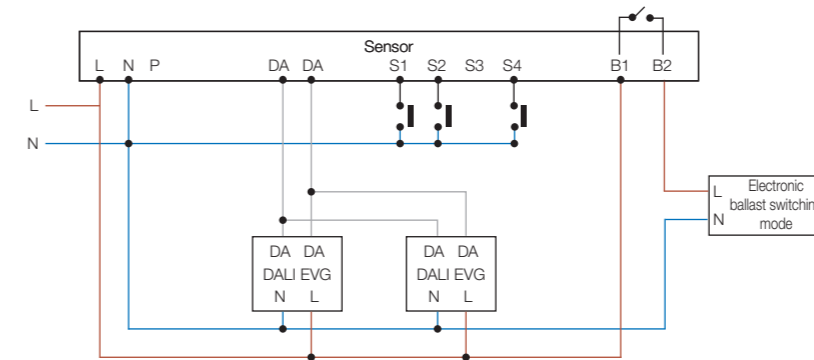 Sensor
L N P DA DA S1 S2 S3 S4 B1 B2
L
N
L Electronic
ballast
N mode
DA DA DA DA
DALI EVG DALI EVG
N L N L